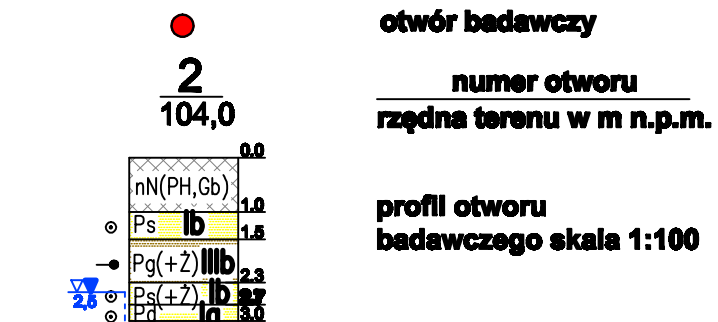 otwór badawczy
2
numer otworu
104,0
rzędna terenu w m n.p.m.
0.0
nN(PH,Gb)
1.0
profil otworu
Ps Ib
1.5
badawczego skala 1:100
Pg(+Ż) IIIb
2.3
2,5
Ps(+Ż) Ib
Pd Ia
3.0